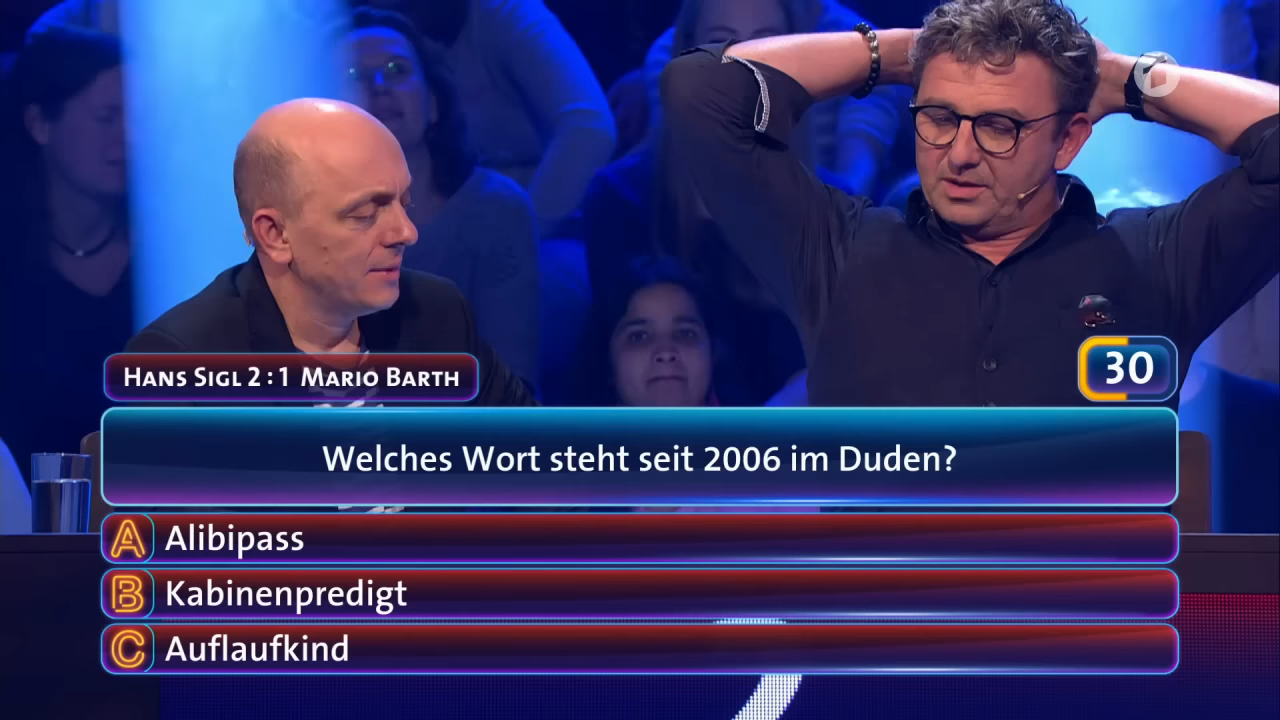 Hans Sigl 2 : 1 Mario Barth
30
Welches Wort steht seit 2006 im Duden?
A Alibipass
B Kabinenpredigt
C Auflaufkind